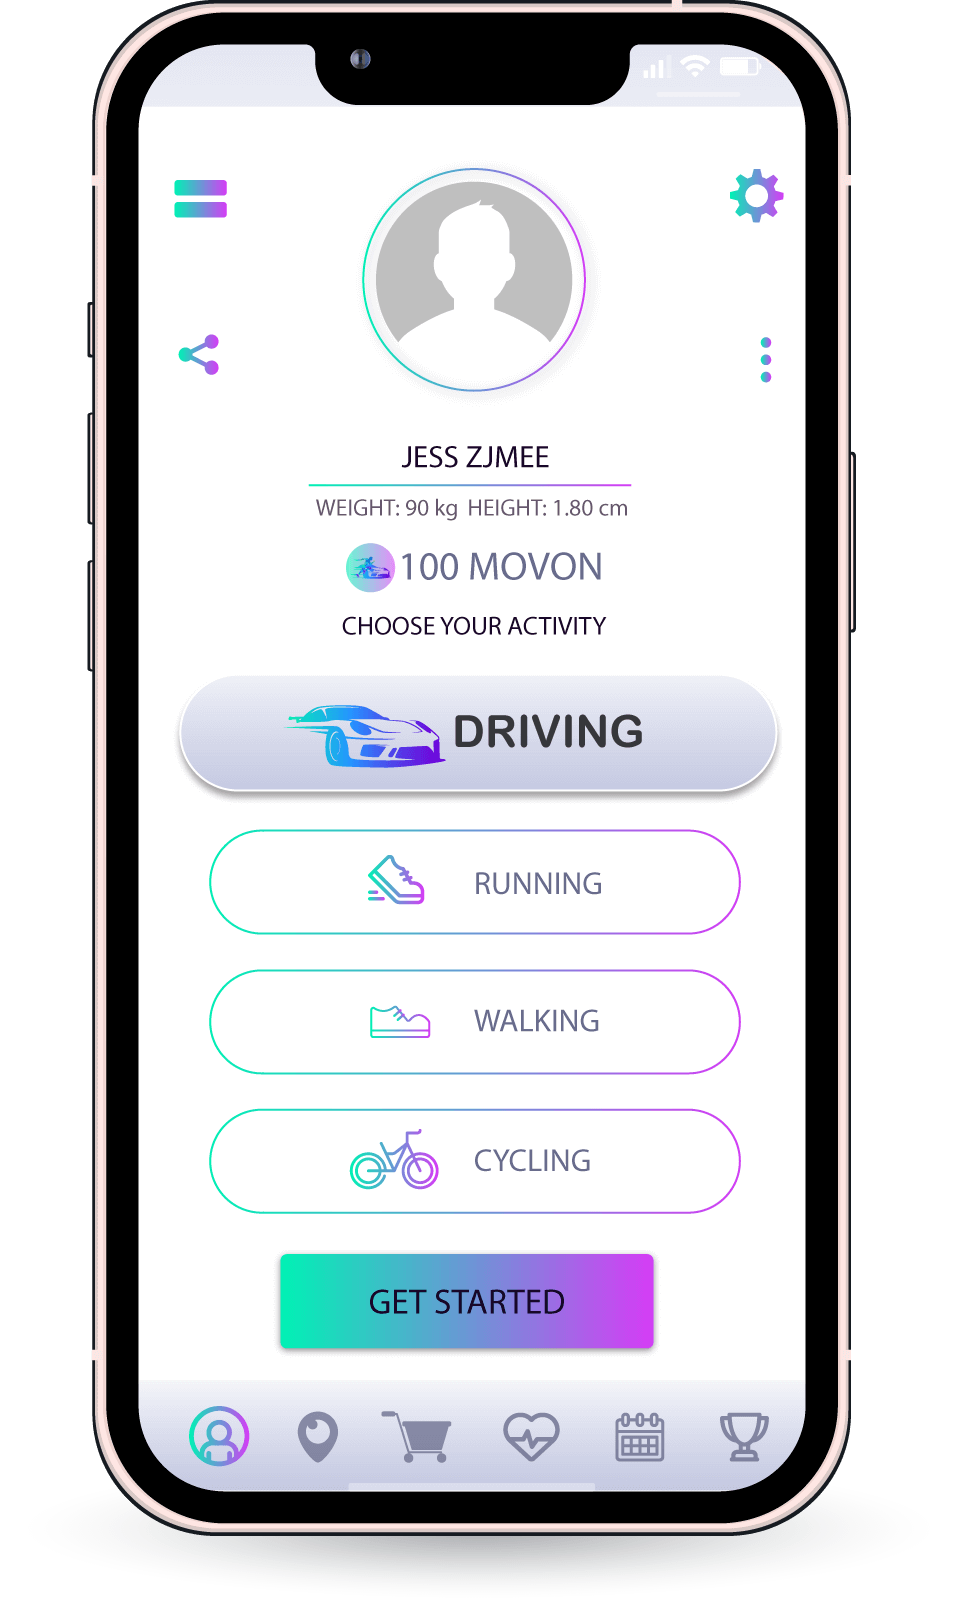 JESS ZJMEE
WEIGHT: 90 kg HEIGHT: 1.80 cm
100 MOVON
CHOOSE YOUR ACTIVITY
DRIVING
RUNNING
WALKING
CYCLING
GET STARTED